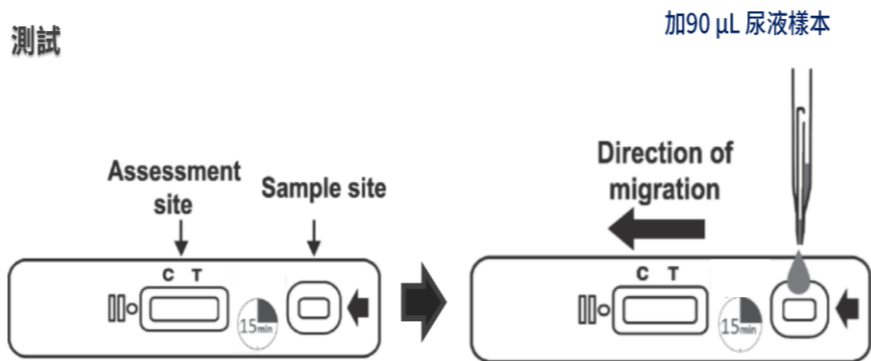 測試
加90 μL 尿液樣本
Assessment
site
Sample site
C T
15min
Direction of
migration
C T
15min